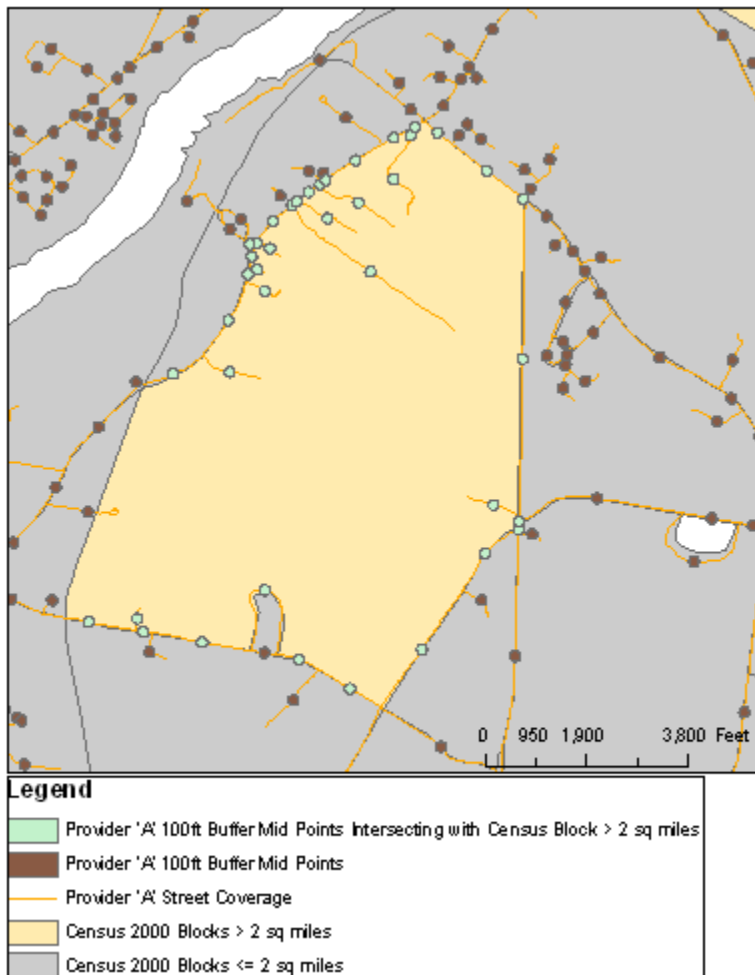 0 950 1,900 3,800 Feet
Legend
Provider 'A' 100ft Buffer Mid Points Intersecting with Census Block > 2 sq miles
Provider 'A' 100ft Buffer Mid Points
Provider 'A' Street Coverage
Census 2000 Blocks > 2 sq miles
Census 2000 Blocks <= 2 sq miles